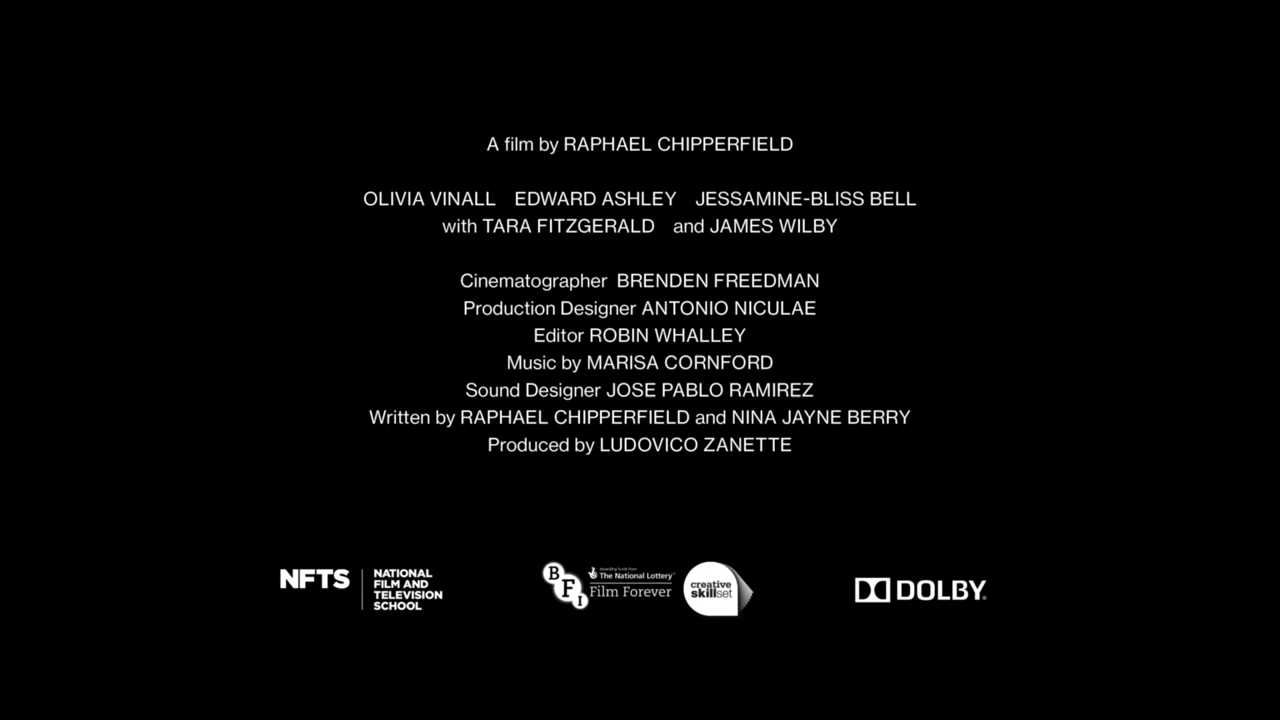 A film by RAPHAEL CHIPPERFIELD
OLIVIA VINALL EDWARD ASHLEY JESSAMINE-BLISS BELL
with TARA FITZGERALD and JAMES WILBY
Cinematographer BRENDEN FREEDMAN
Production Designer ANTONIO NICULAE
Editor ROBIN WHALLEY
Music by MARISA CORNFORD
Sound Designer JOSE PABLO RAMIREZ
Written by RAPHAEL CHIPPERFIELD and NINA JAYNE BERRY
Produced by LUDOVICO ZANETTE
NFTS
NATIONAL
FILM AND
TELEVISION
SCHOOL
BFI
Awarding funds from
The National Lottery®
Film Forever
creative
skillset
DOLBY®